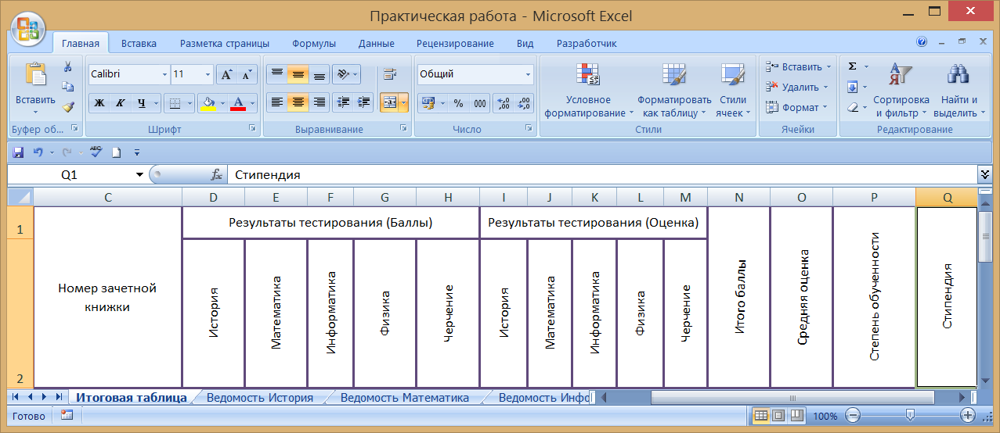 Практическая работа - Microsoft Excel
Главная Вставка Разметка страницы Формулы Данные Рецензирование Вид Разработчик
Calibri 11 Общий Вставить
Вставить Ж К Ч А % 000 Условное форматирование Форматировать как таблицу Стили ячеек Удалить Формат Сортировка и фильтр Найти и выделить
Буфер об... Шрифт Выравнивание Число Стили Ячейки Редактирование
Q1 fx Стипендия
C D E F G H I J K L M N O P Q
1 Результаты тестирования (Баллы) Результаты тестирования (Оценка)
Номер зачетной
книжки
История
Математика
Информатика
Физика
Черчение
История
Математика
Информатика
Физика
Черчение
Итого баллы
Средняя оценка
Степень обученности
Стипендия
2
Итоговая таблица Ведомость История Ведомость Математика Ведомость Инфо
Готово 100%